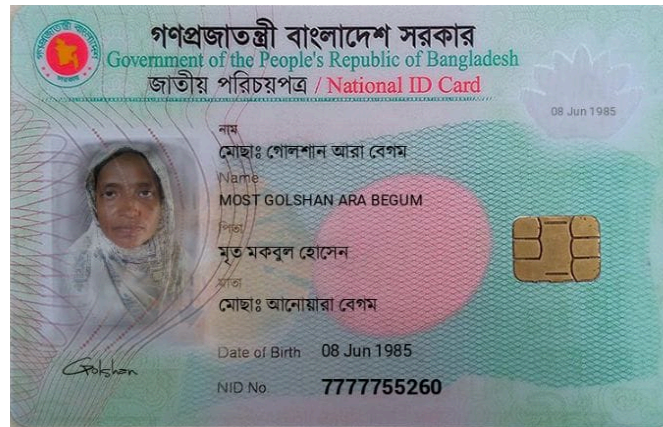 গণপ্রজাতন্ত্রী বাংলাদেশ সরকার
Government of the People's Republic of Bangladesh
জাতীয় পরিচয়পত্র / National ID Card
08 Jun 1985
নাম
মোছাঃ গোলশান আরা বেগম
Name
MOST GOLSHAN ARA BEGUM
পিতা
মৃত মকবুল হোসেন
মাতা
মোছাঃ আনোয়ারা বেগম
Date of Birth 08 Jun 1985
Golshan
NID No. 7777755260